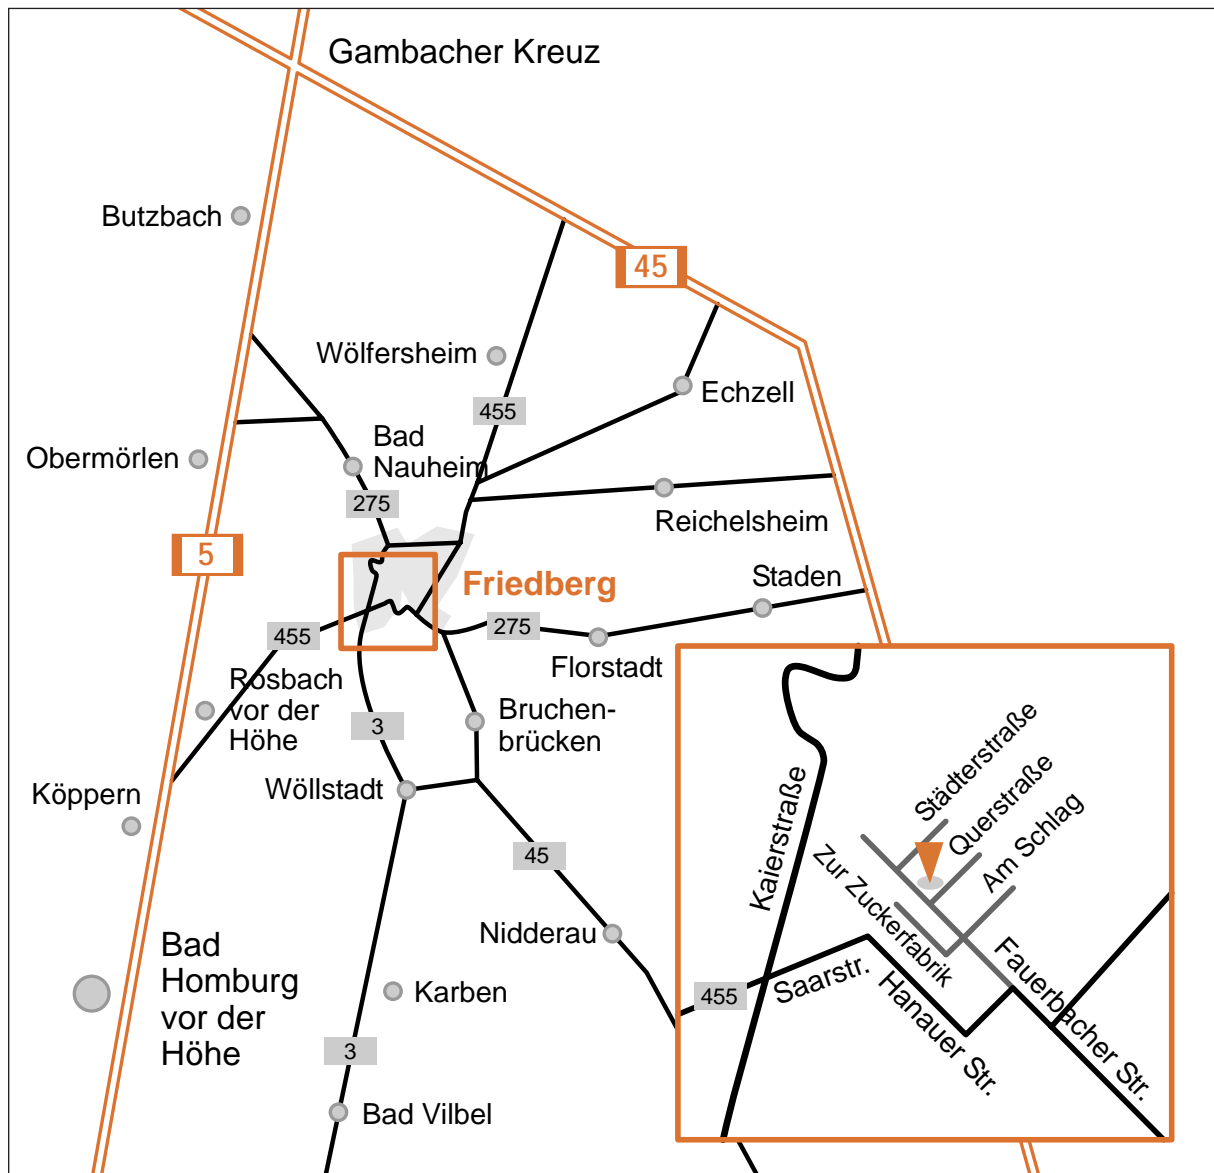 Gambacher Kreuz
Butzbach
45
Wölfersheim
Echzell
455
Bad
Nauheim
Obermörlen
275
Reichelsheim
5
Friedberg
Staden
455
275
Florstadt
Rosbach
vor der
Höhe
3
Bruchen-
brücken
Köppern
Wöllstadt
45
Nidderau
Bad
Homburg
vor der
Höhe
Karben
3
Bad Vilbel
Städterstraße
Querstraße
Am Schlag
Kaierstraße
Zur Zuckerfabrik
455
Saarstr.
Hanauer Str.
Fauerbacher Str.